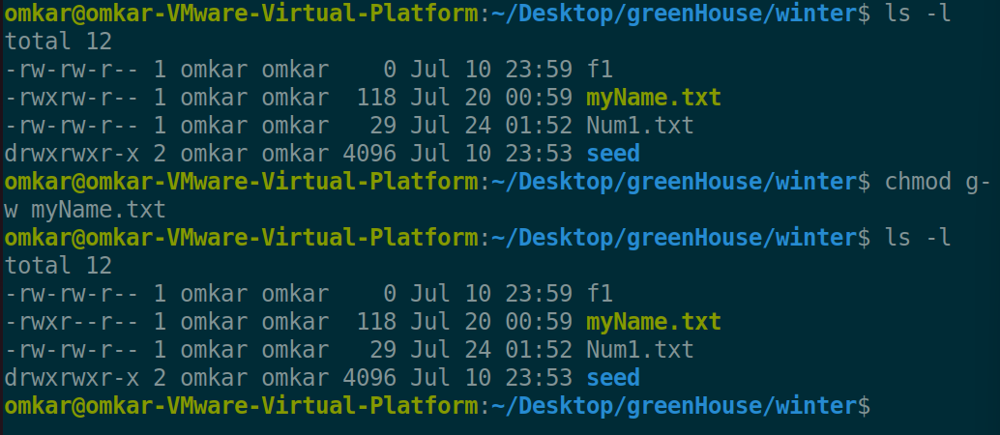 omkar@omkar-VMware-Virtual-Platform:~/Desktop/greenHouse/winter$ ls -l
total 12
-rw-rw-r-- 1 omkar omkar    0 Jul 10 23:59 f1
-rwxrw-r-- 1 omkar omkar  118 Jul 20 00:59 myName.txt
-rw-rw-r-- 1 omkar omkar   29 Jul 24 01:52 Num1.txt
drwxrwxr-x 2 omkar omkar 4096 Jul 10 23:53 seed
omkar@omkar-VMware-Virtual-Platform:~/Desktop/greenHouse/winter$ chmod g-
w myName.txt
omkar@omkar-VMware-Virtual-Platform:~/Desktop/greenHouse/winter$ ls -l
total 12
-rw-rw-r-- 1 omkar omkar    0 Jul 10 23:59 f1
-rwxr--r-- 1 omkar omkar  118 Jul 20 00:59 myName.txt
-rw-rw-r-- 1 omkar omkar   29 Jul 24 01:52 Num1.txt
drwxrwxr-x 2 omkar omkar 4096 Jul 10 23:53 seed
omkar@omkar-VMware-Virtual-Platform:~/Desktop/greenHouse/winter$